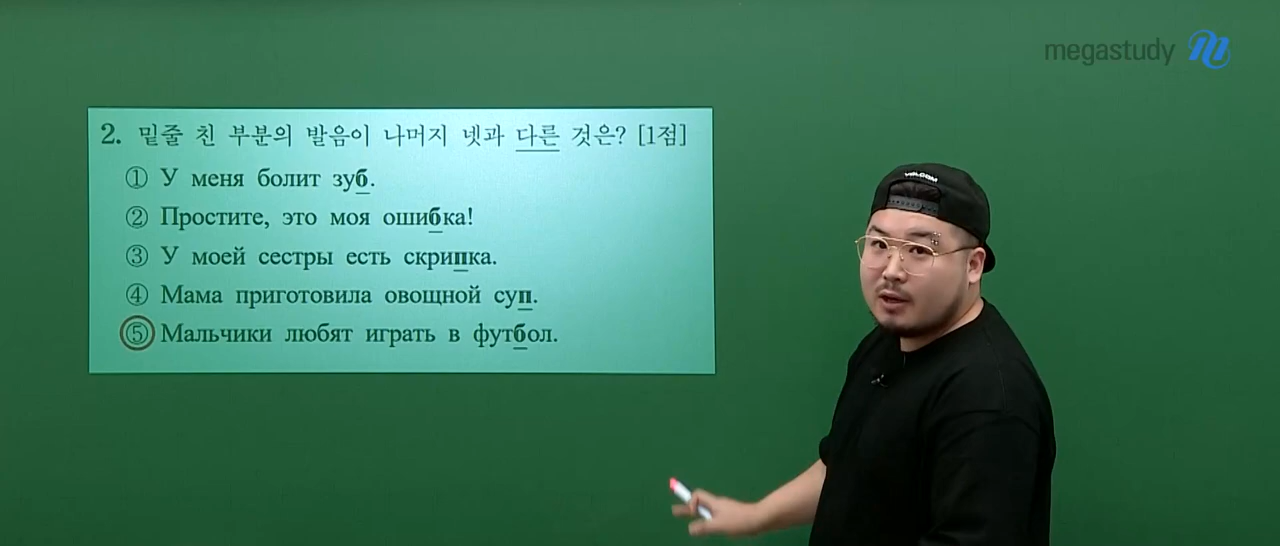 megastudy
VOLCOM
2. 밑줄 친 부분의 발음이 나머지 넷과 다른 것은? [1점]
① У меня болит зуб.
② Простите, это моя ошибка!
③ У моей сестры есть скрипка.
④ Мама приготовила овощной суп.
⑤ Мальчики любят играть в футбол.